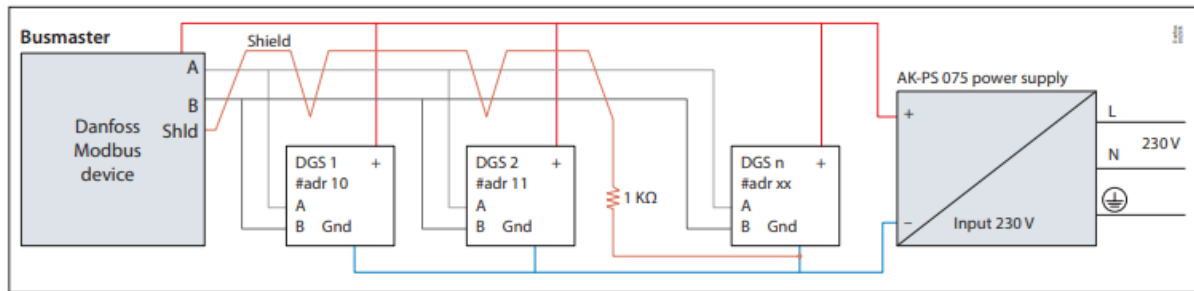 Busmaster
Shield
A
B
Shld
Danfoss
Modbus
device
DGS 1 +
#adr 10
A
B Gnd
DGS 2 +
#adr 11
A
B Gnd
1 KΩ
DGS n +
#adr xx
A
B Gnd
AK-PS 075 power supply
+
−
Input 230 V
L
N
230 V